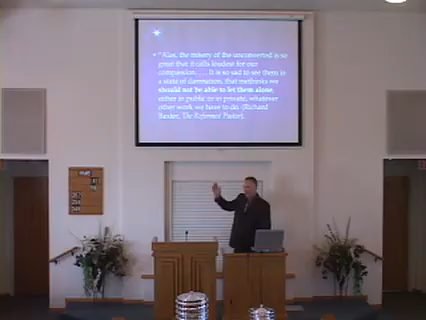 • "Alas, the misery of the unconverted is so
great that it calls loudest for our
compassion...... It is so sad to see them in
a state of damnation, that methinks we
should not be able to let them alone,
either in public or in private, whatever
other work we have to do.-(Richard
Baxter, The Reformed Pastor).